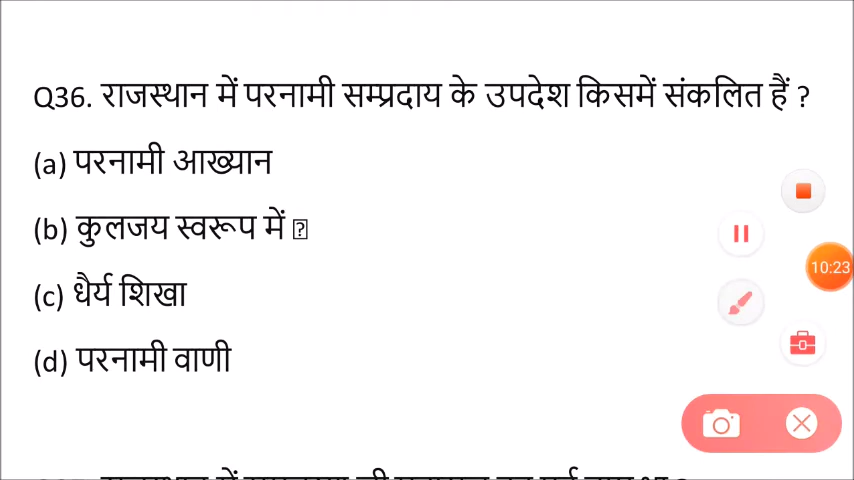 Q36. राजस्थान में परनामी सम्प्रदाय के उपदेश किसमें संकलित हैं ?
(a) परनामी आख्यान
(b) कुलजय स्वरूप में
(c) धैर्य शिखा
(d) परनामी वाणी
10:23